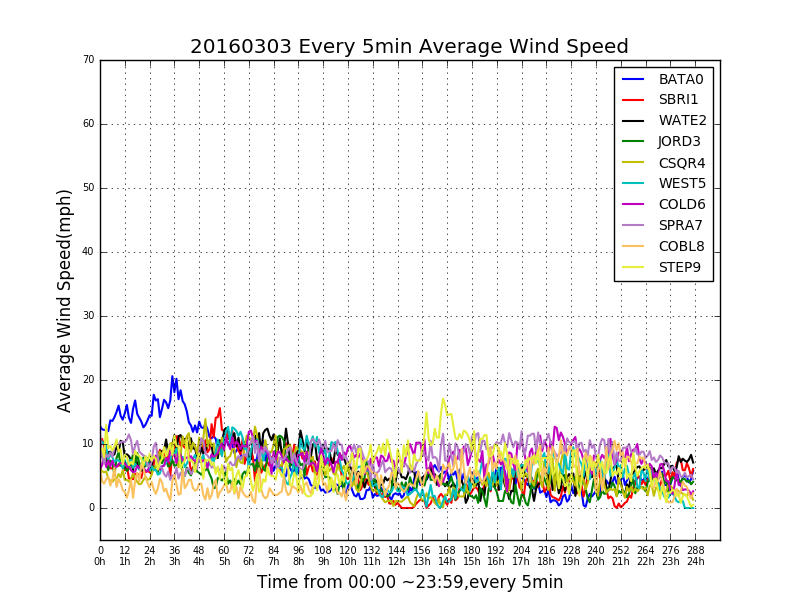 20160303 Every 5min Average Wind Speed
70
60
50
40
30
20
10
0
Average Wind Speed(mph)
BATA0
SBRI1
WATE2
JORD3
CSQR4
WEST5
COLD6
SPRA7
COBL8
STEP9
0 12 24 36 48 60 72 84 96 108 120 132 144 156 168 180 192 204 216 228 240 252 264 276 288
0h 1h 2h 3h 4h 5h 6h 7h 8h 9h 10h 11h 12h 13h 14h 15h 16h 17h 18h 19h 20h 21h 22h 23h 24h
Time from 00:00 ~23:59,every 5min